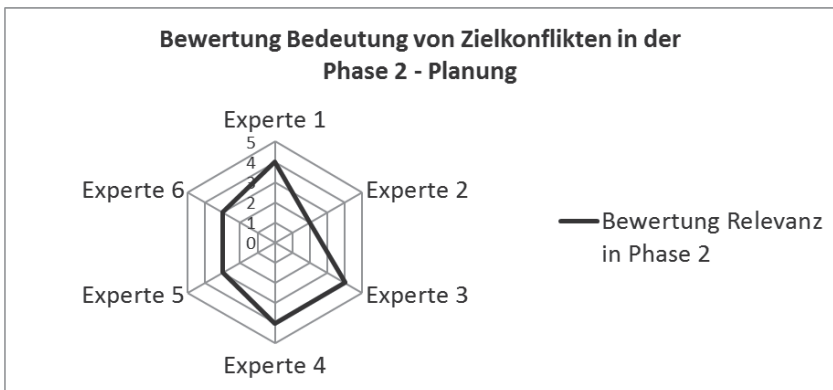 Bewertung Bedeutung von Zielkonflikten in der
Phase 2 - Planung
Experte 1
5
4
3
2
1
0
Experte 6
Experte 2
Bewertung Relevanz
in Phase 2
Experte 5
Experte 3
Experte 4